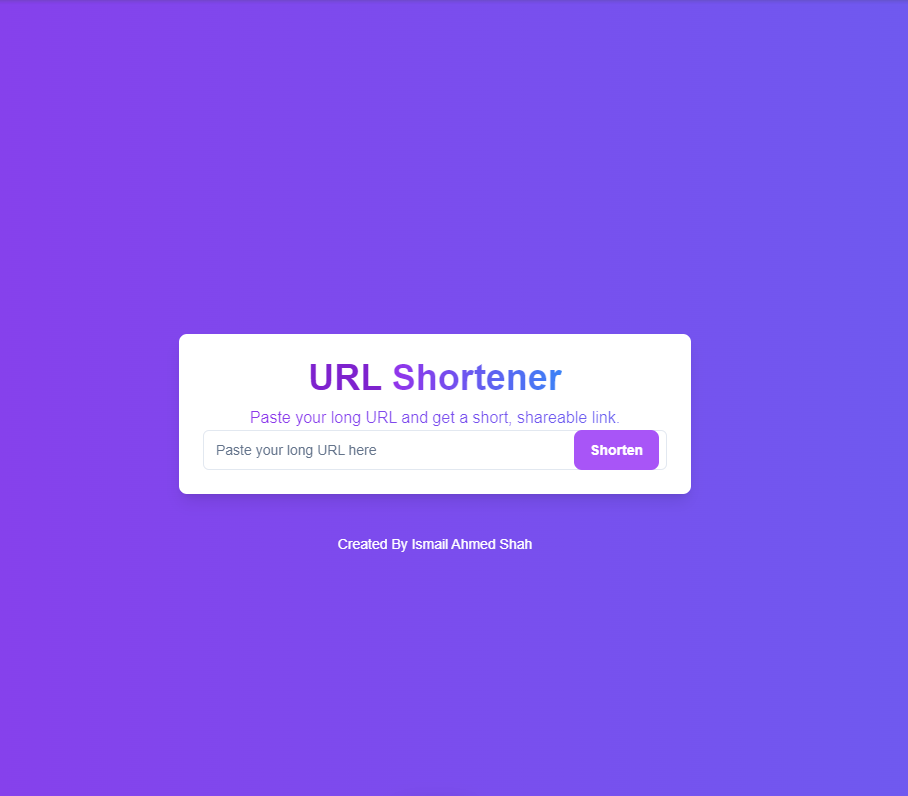 URL Shortener
Paste your long URL and get a short, shareable link.
Paste your long URL here
Shorten
Created By Ismail Ahmed Shah